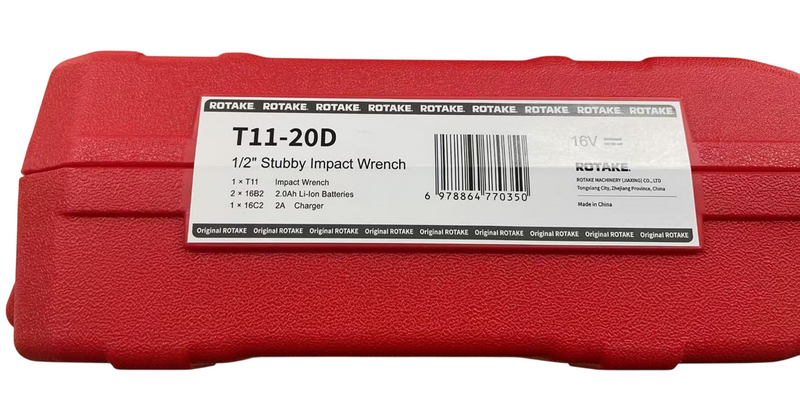 ROTAKE. ROTAKE. ROTAKE. ROTAKE. ROTAKE. ROTAKE. ROTAKE. ROTAKE. ROTAKE.
T11-20D
1/2" Stubby Impact Wrench
1 × T11 Impact Wrench
2 × 16B2 2.0Ah Li-Ion Batteries
1 × 16C2 2A Charger
6 978864 770350
16V
ROTAKE.
ROTAKE MACHINERY (JIAXING) CO., LTD
Tongxiang City, Zhejiang Province, China
Made in China
Original ROTAKE Original ROTAKE Original ROTAKE Original ROTAKE Original ROTAKE Original ROTAKE Original ROTAKE Original ROTAKE Original ROTAKE